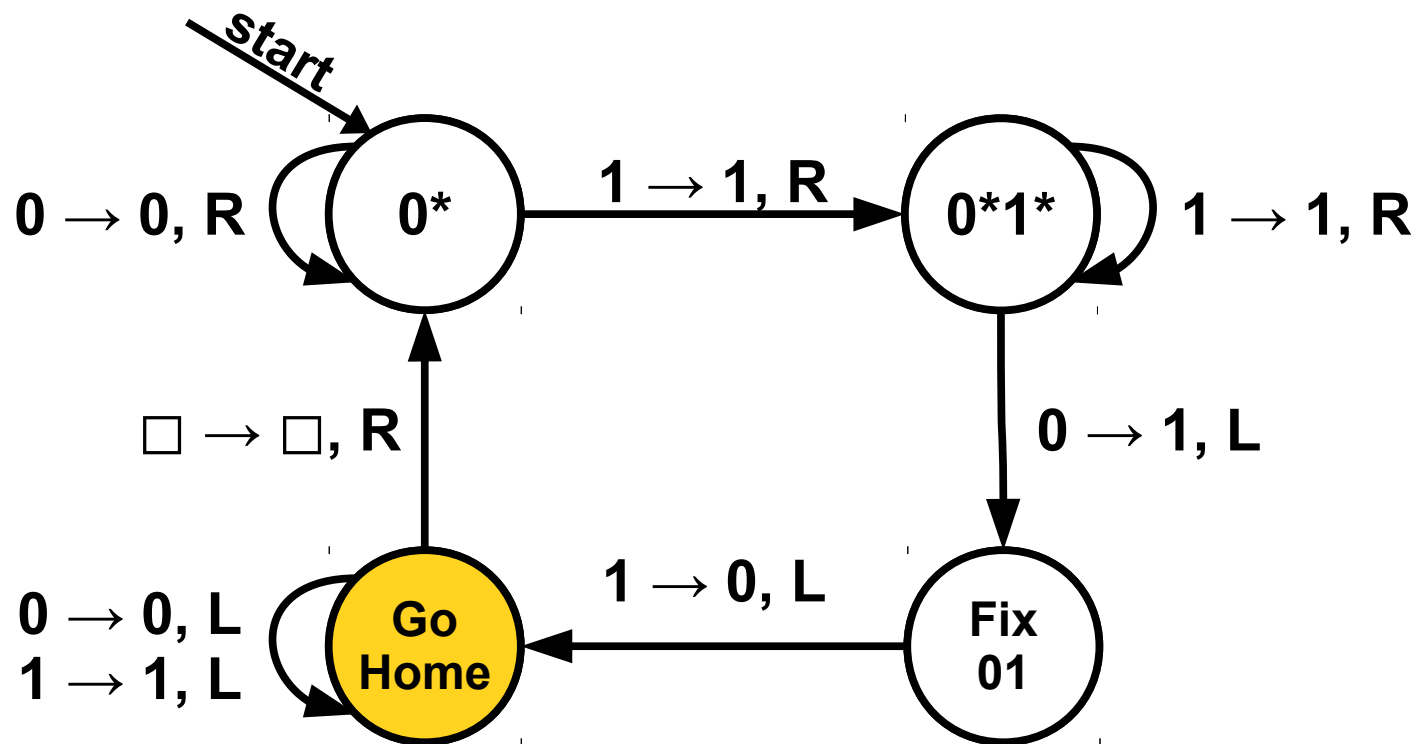 start
0 → 0, R
0*
1 → 1, R
0*1*
1 → 1, R
□ → □, R
0 → 1, L
0 → 0, L
1 → 1, L
Go
Home
1 → 0, L
Fix
01